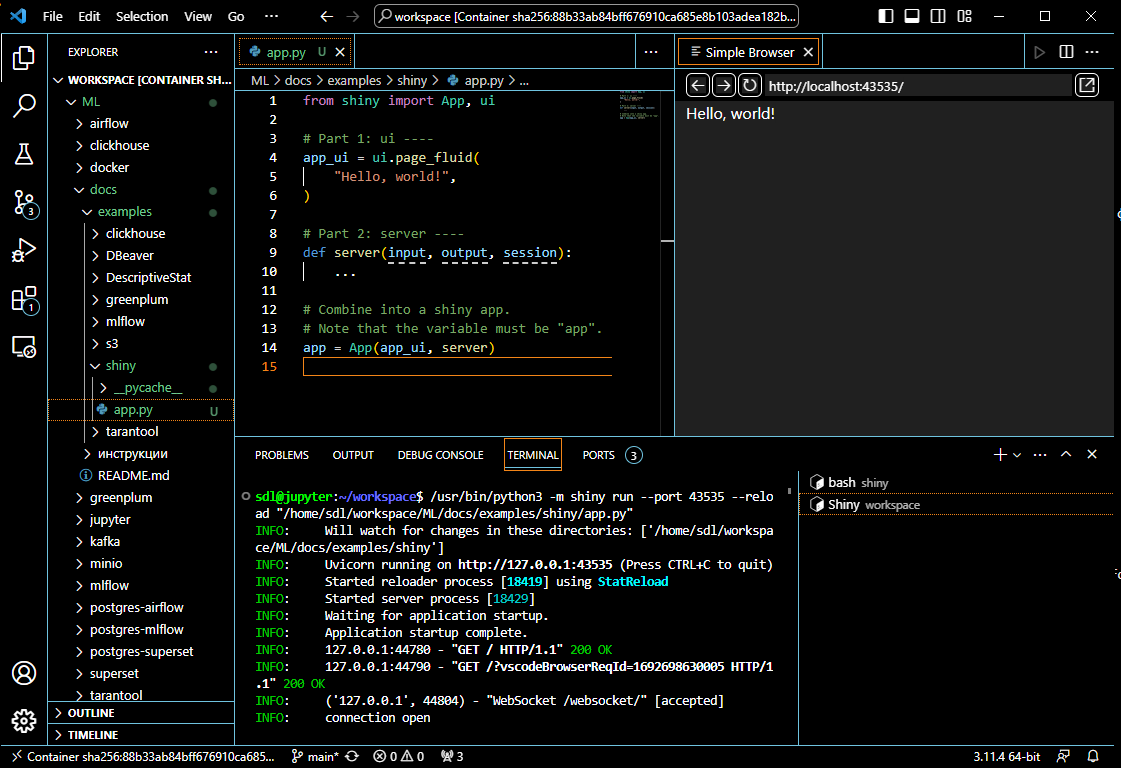 File Edit Selection View Go ···
workspace [Container sha256:88b33ab84bff676910ca685e8b103adea182b...
EXPLORER
WORKSPACE [CONTAINER SH...
ML
airflow
clickhouse
docker
docs
examples
clickhouse
DBeaver
DescriptiveStat
greenplum
mlflow
s3
shiny
__pycache__
app.py U
tarantool
инструкции
README.md
greenplum
jupyter
kafka
minio
mlflow
postgres-airflow
postgres-mlflow
postgres-superset
superset
tarantool
OUTLINE
TIMELINE
3
1
app.py U
ML > docs > examples > shiny > app.py > ...
1 from shiny import App, ui
2
3 # Part 1: ui ----
4 app_ui = ui.page_fluid(
5 "Hello, world!",
6 )
7
8 # Part 2: server ----
9 def server(input, output, session):
10 ...
11
12 # Combine into a shiny app.
13 # Note that the variable must be "app".
14 app = App(app_ui, server)
15
Simple Browser
http://localhost:43535/
Hello, world!
PROBLEMS OUTPUT DEBUG CONSOLE TERMINAL PORTS 3
sdl@jupyter:~/workspace$ /usr/bin/python3 -m shiny run --port 43535 --relo
ad "/home/sdl/workspace/ML/docs/examples/shiny/app.py"
INFO: Will watch for changes in these directories: ['/home/sdl/workspa
ce/ML/docs/examples/shiny']
INFO: Uvicorn running on http://127.0.0.1:43535 (Press CTRL+C to quit)
INFO: Started reloader process [18419] using StatReload
INFO: Started server process [18429]
INFO: Waiting for application startup.
INFO: Application startup complete.
INFO: 127.0.0.1:44780 - "GET / HTTP/1.1" 200 OK
INFO: 127.0.0.1:44790 - "GET /?vscodeBrowserReqId=1692698630005 HTTP/1
.1" 200 OK
INFO: ('127.0.0.1', 44804) - "WebSocket /websocket/" [accepted]
INFO: connection open
bash shiny
Shiny workspace
Container sha256:88b33ab84bff676910ca685... main* 0 0 3
3.11.4 64-bit